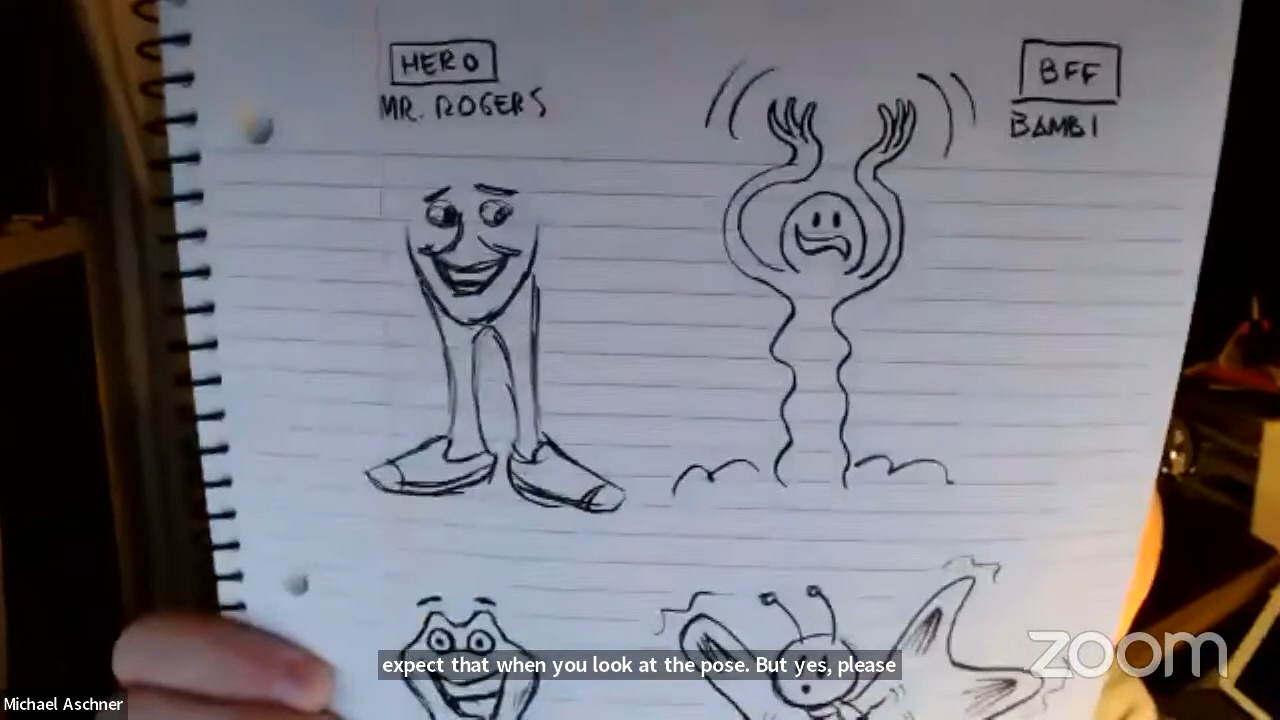 HERO
MR. ROGERS
BFF
BAMBI
expect that when you look at the pose. But yes, please
zoom
Michael Aschner